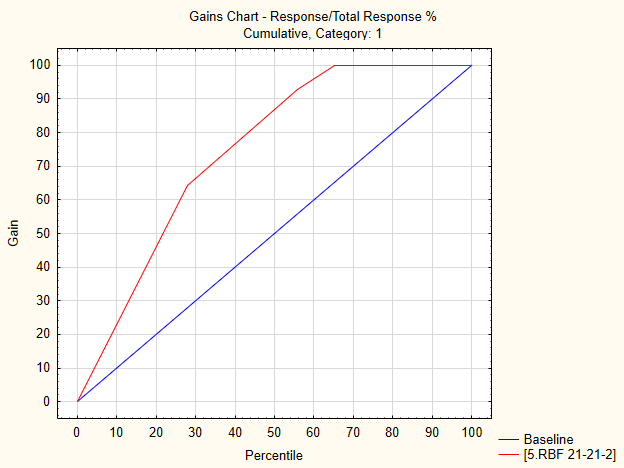 Gains Chart - Response/Total Response %
Cumulative, Category: 1
100
90
80
70
60
50
40
30
20
10
0
Gain
0 10 20 30 40 50 60 70 80 90 100
Percentile
Baseline
[5.RBF 21-21-2]